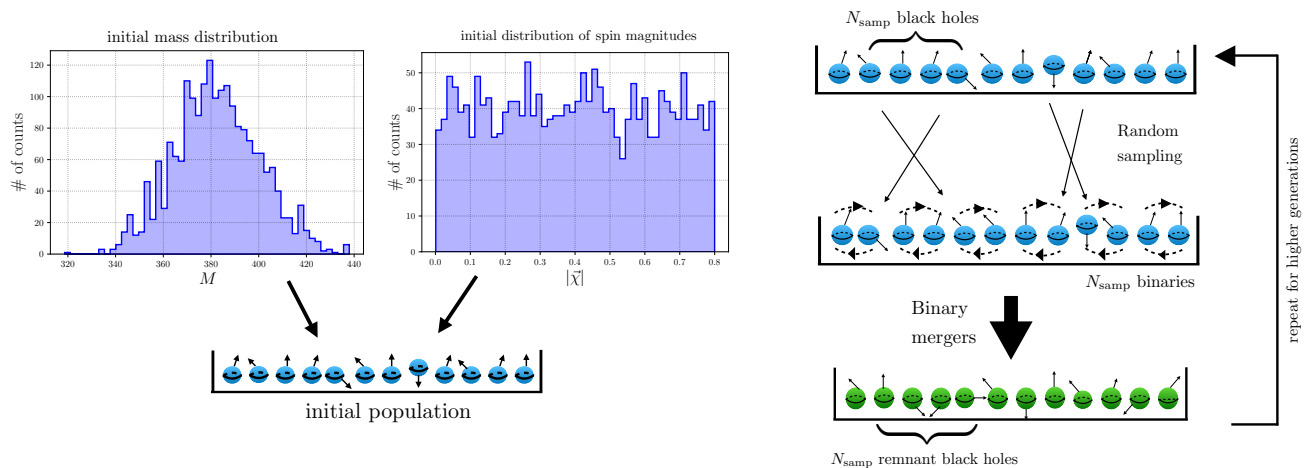 initial mass distribution
# of counts
120
100
80
60
40
20
0
320
340
360
380
400
420
440
M
initial distribution of spin magnitudes
# of counts
50
40
30
20
10
0
0.0
0.1
0.2
0.3
0.4
0.5
0.6
0.7
0.8
|χ⃗|
initial population
N_samp black holes
Random
sampling
N_samp binaries
Binary
mergers
N_samp remnant black holes
repeat for higher generations